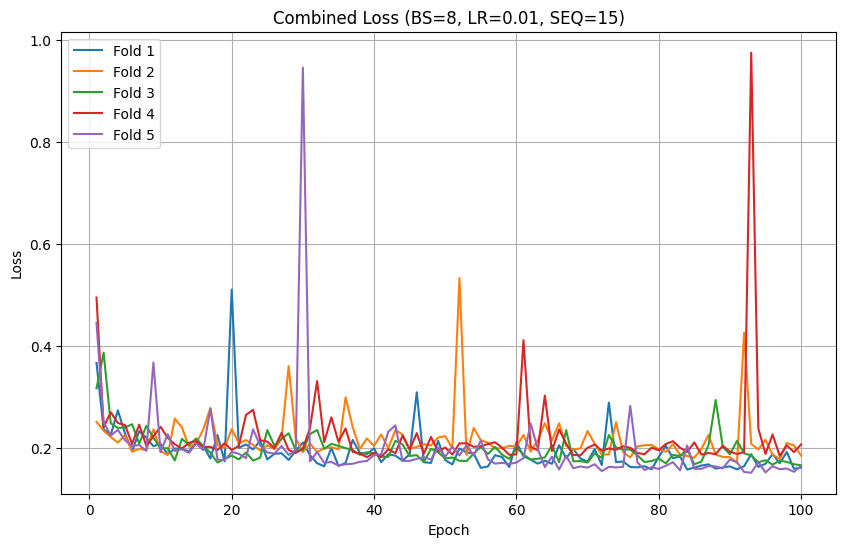 Combined Loss (BS=8, LR=0.01, SEQ=15)
1.0
0.8
0.6
0.4
0.2
Loss
Fold 1
Fold 2
Fold 3
Fold 4
Fold 5
0 20 40 60 80 100
Epoch